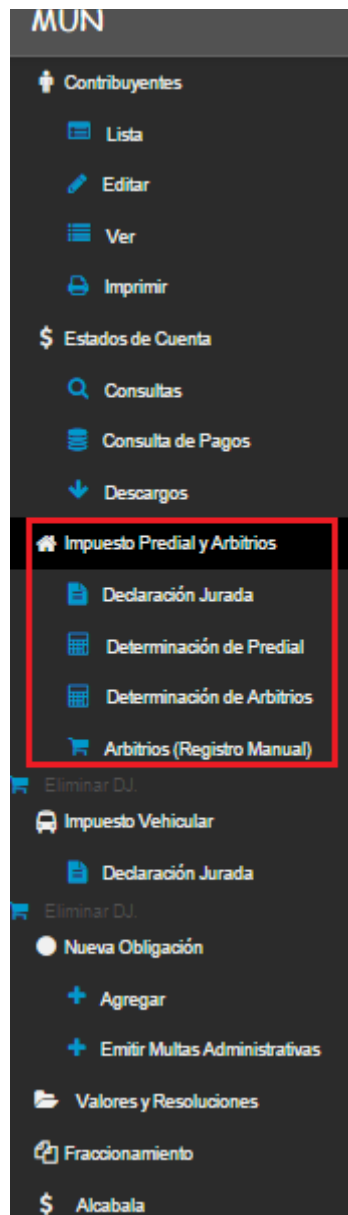 MUN
Contribuyentes
Lista
Editar
Ver
Imprimir
$ Estados de Cuenta
Consultas
Consulta de Pagos
Descargos
Impuesto Predial y Arbitrios
Declaración Jurada
Determinación de Predial
Determinación de Arbitrios
Arbitrios (Registro Manual)
Eliminar DJ.
Impuesto Vehicular
Declaración Jurada
Eliminar DJ.
Nueva Obligación
Agregar
Emitir Multas Administrativas
Valores y Resoluciones
Fraccionamiento
$ Alcabala